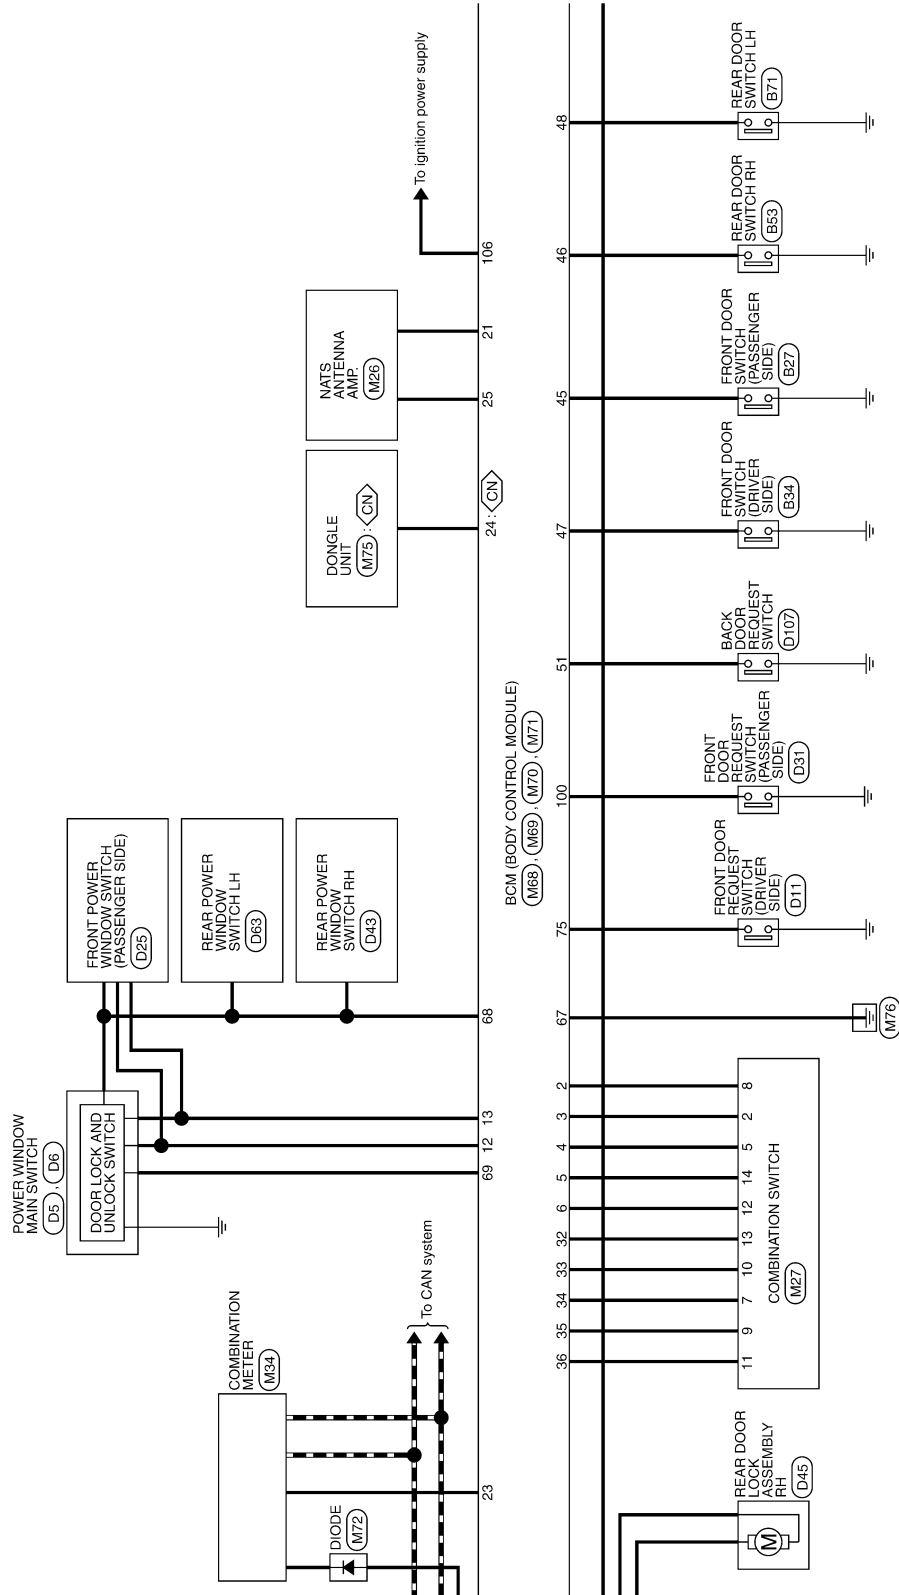 POWER WINDOW
MAIN SWITCH
D5 , D6
DOOR LOCK AND
UNLOCK SWITCH
FRONT POWER
WINDOW SWITCH
(PASSENGER SIDE)
D25
REAR POWER
WINDOW
SWITCH LH
D63
REAR POWER
WINDOW
SWITCH RH
D43
COMBINATION
METER
M34
DIODE
M72
To CAN system
DONGLE
UNIT
M75 : CN
NATS
ANTENNA
AMP.
M26
To ignition power supply
23
69
12
13
68
24 : CN
25
21
106
BCM (BODY CONTROL MODULE)
M68 , M69 , M70 , M71
36
35
34
33
32
6
5
4
3
2
67
75
100
51
47
45
46
48
REAR DOOR
LOCK
ASSEMBLY
RH
D45
M
11
9
7
10
13
12
14
5
2
8
COMBINATION SWITCH
M27
M76
FRONT DOOR
REQUEST
SWITCH
(DRIVER
SIDE)
D11
FRONT
DOOR
REQUEST
SWITCH
(PASSENGER
SIDE)
D31
BACK
DOOR
REQUEST
SWITCH
D107
FRONT DOOR
SWITCH
(DRIVER
SIDE)
B34
FRONT DOOR
SWITCH
(PASSENGER
SIDE)
B27
REAR DOOR
SWITCH RH
B53
REAR DOOR
SWITCH LH
B71